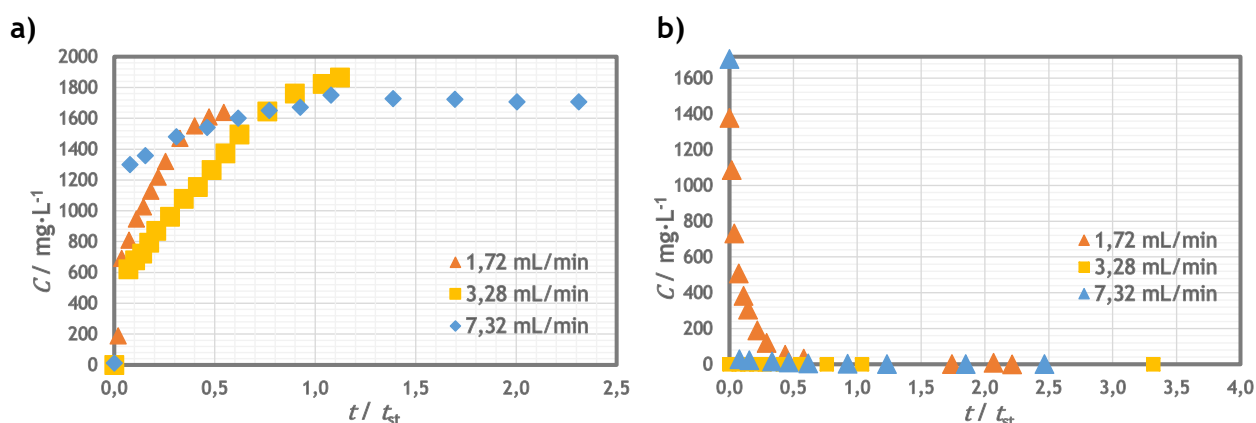 a)
C / mg·L⁻¹
2000
1800
1600
1400
1200
1000
800
600
400
200
0
0,0 0,5 1,0 1,5 2,0 2,5
t / tst
1,72 mL/min
3,28 mL/min
7,32 mL/min
b)
C / mg·L⁻¹
1600
1400
1200
1000
800
600
400
200
0
0,0 0,5 1,0 1,5 2,0 2,5 3,0 3,5 4,0
t / tst
1,72 mL/min
3,28 mL/min
7,32 mL/min